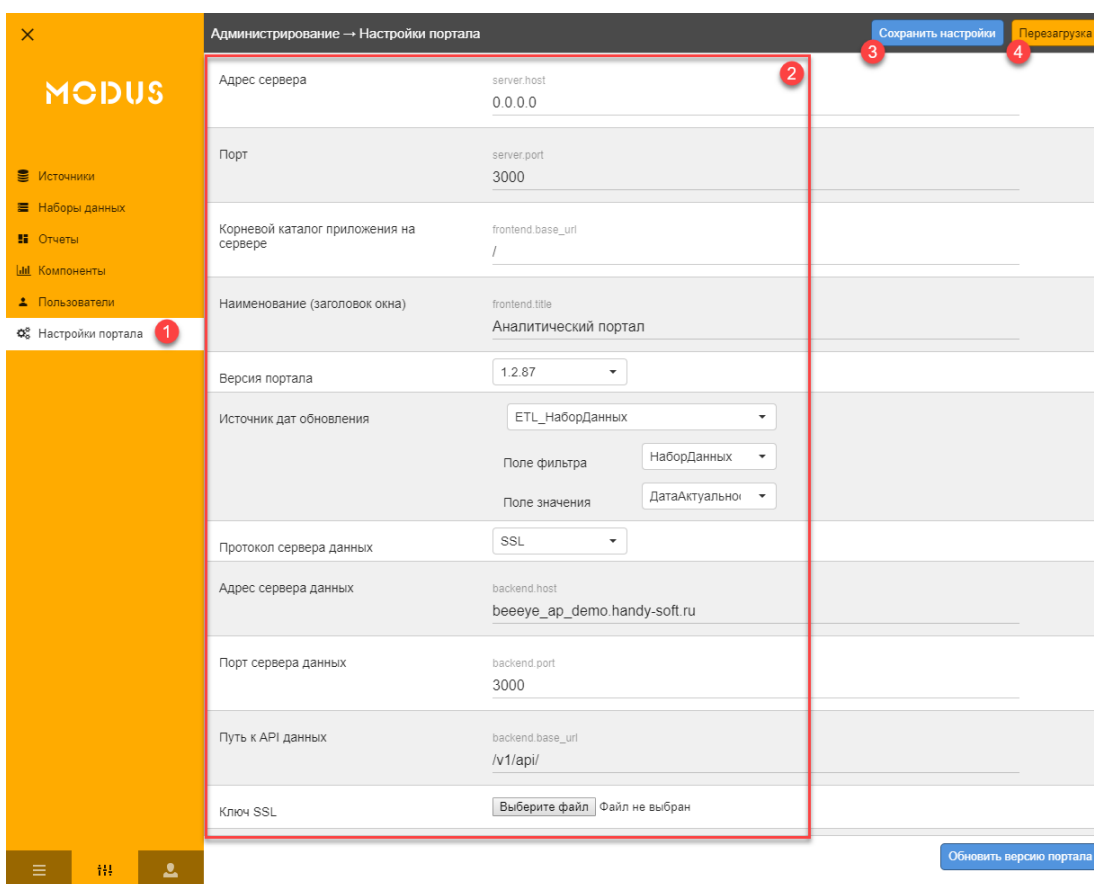 Администрирование → Настройки портала
Сохранить настройки
Перезагрузка
3
4
MODUS
Источники
Наборы данных
Отчеты
Компоненты
Пользователи
Настройки портала
1
2
Адрес сервера
server.host
0.0.0.0
Порт
server.port
3000
Корневой каталог приложения на
сервере
frontend.base_url
/
Наименование (заголовок окна)
frontend.title
Аналитический портал
Версия портала
1.2.87
Источник дат обновления
ETL_НаборДанных
Поле фильтра
НаборДанных
Поле значения
ДатаАктуально
Протокол сервера данных
SSL
Адрес сервера данных
backend.host
beeeye_ap_demo.handy-soft.ru
Порт сервера данных
backend.port
3000
Путь к API данных
backend.base_url
/v1/api/
Ключ SSL
Выберите файл
Файл не выбран
Обновить версию портала